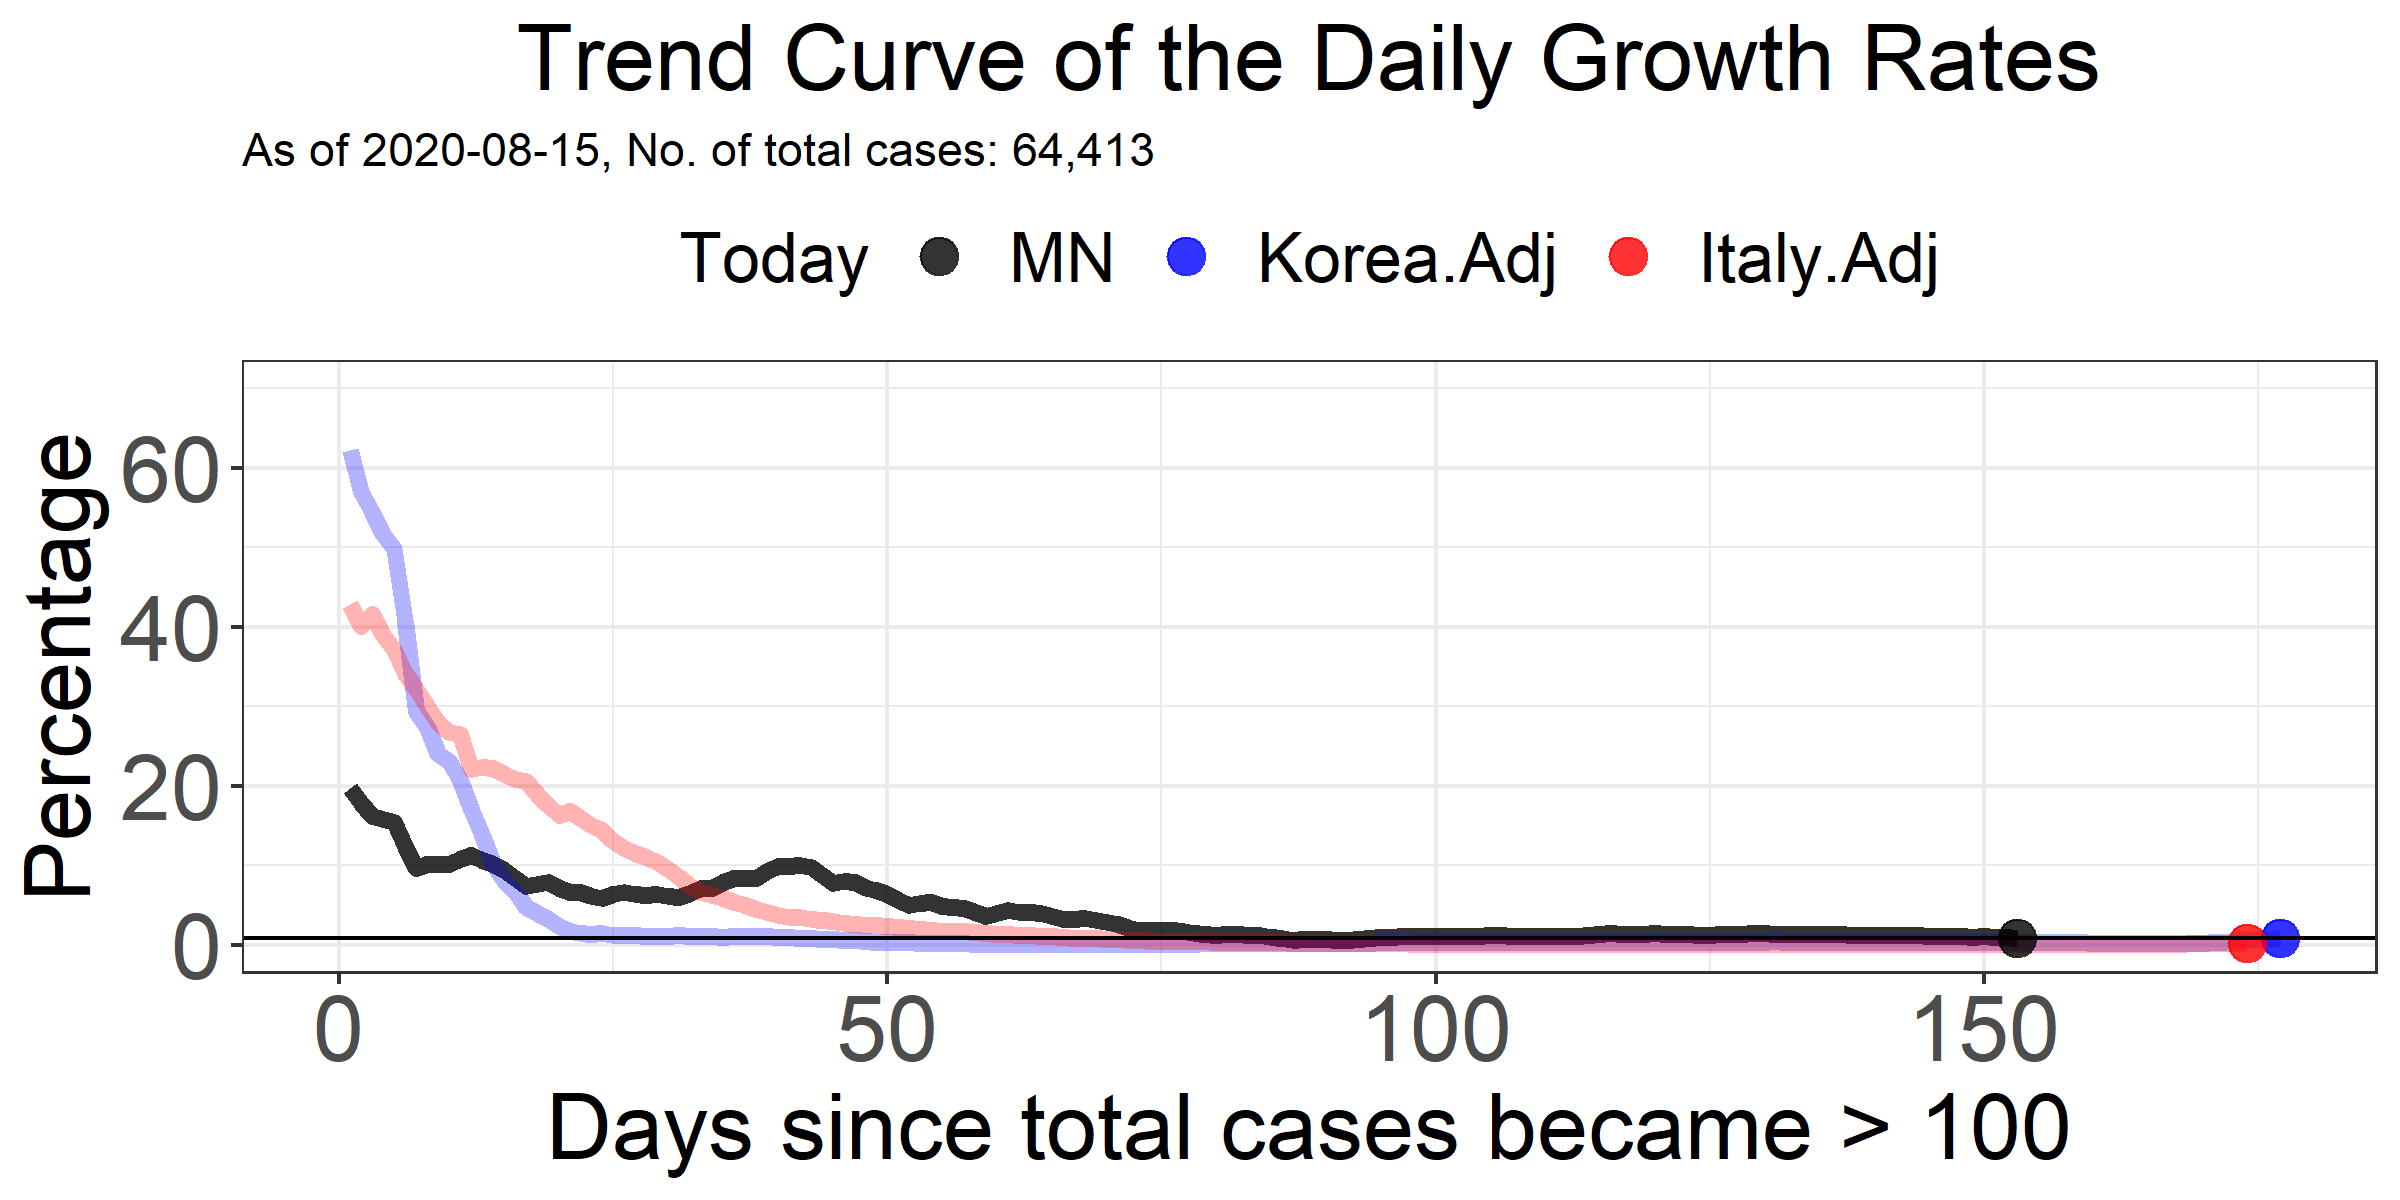 Trend Curve of the Daily Growth Rates
As of 2020-08-15, No. of total cases: 64,413
Today MN Korea.Adj Italy.Adj
Percentage
60
40
20
0
0 50 100 150
Days since total cases became > 100